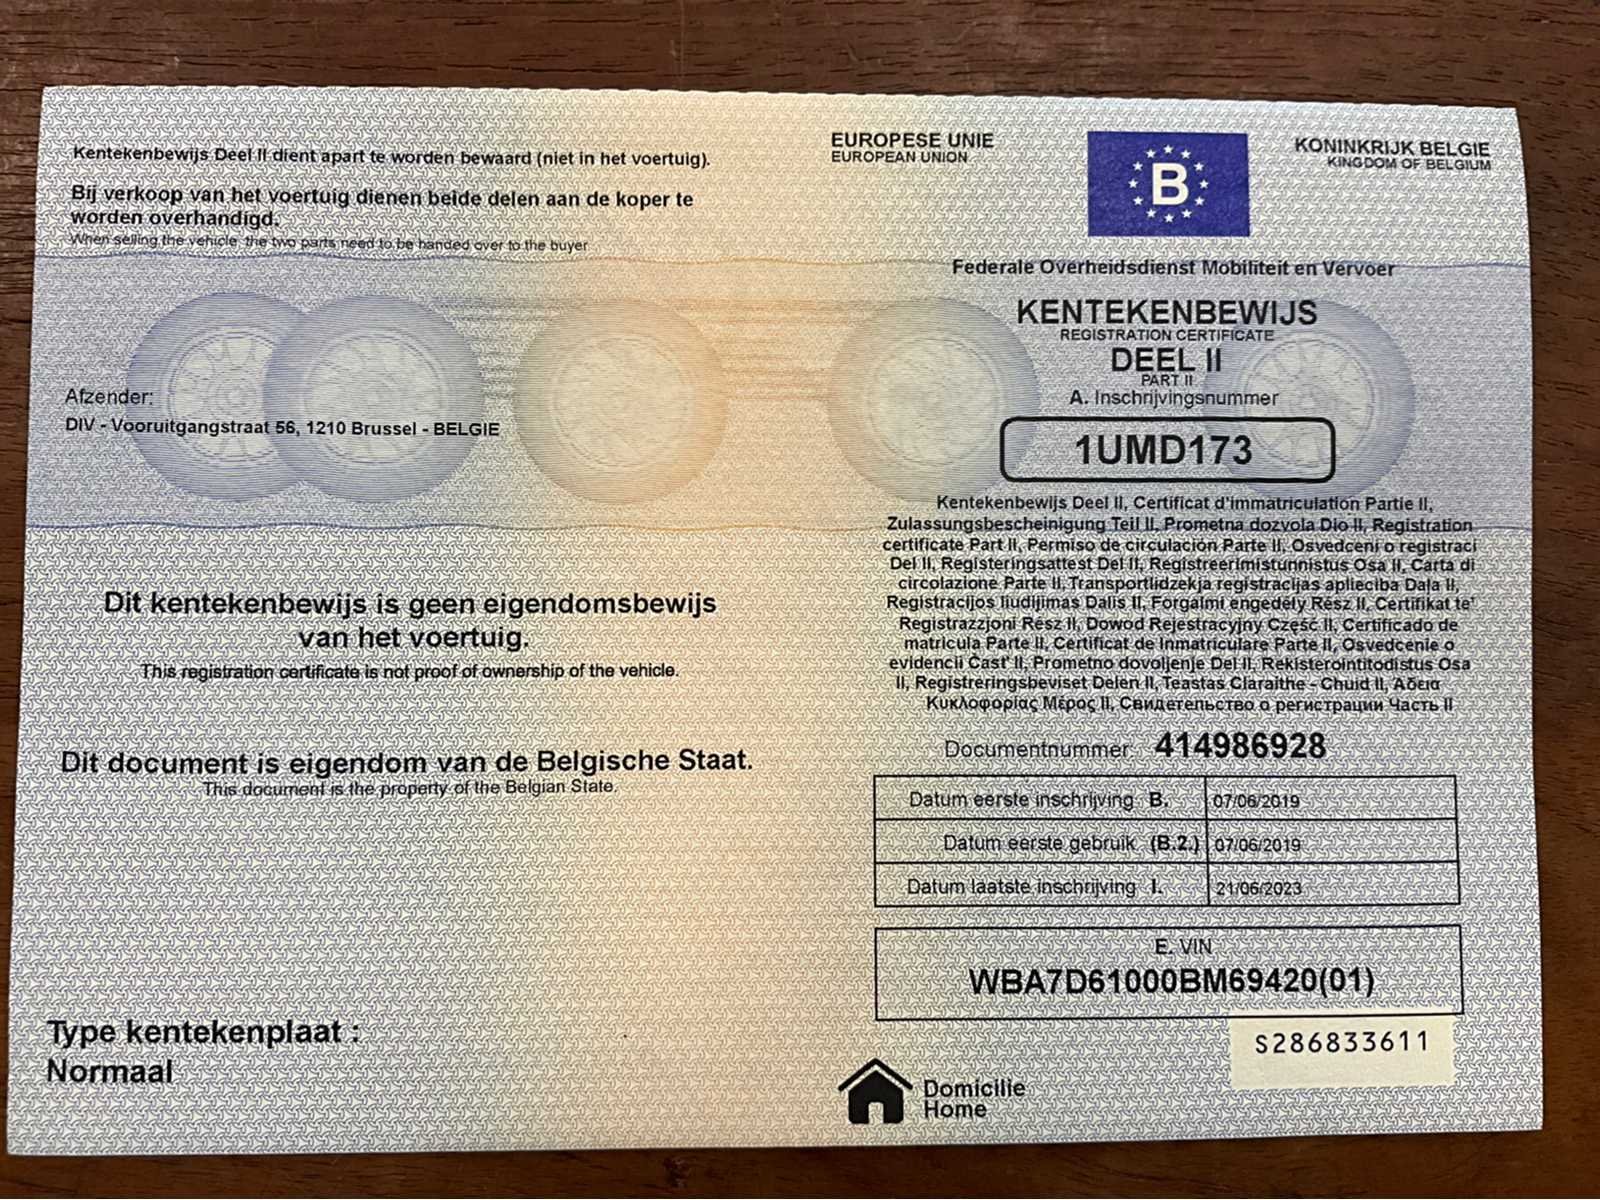 Kentekenbewijs Deel II dient apart te worden bewaard (niet in het voertuig).
Bij verkoop van het voertuig dienen beide delen aan de koper te
worden overhandigd.
When selling the vehicle, the two parts need to be handed over to the buyer
Afzender:
DIV - Vooruitgangstraat 56, 1210 Brussel - BELGIE
Dit kentekenbewijs is geen eigendomsbewijs
van het voertuig.
This registration certificate is not proof of ownership of the vehicle.
Dit document is eigendom van de Belgische Staat.
This document is the property of the Belgian State.
Type kentekenplaat :
Normaal
EUROPESE UNIE
EUROPEAN UNION
B
KONINKRIJK BELGIE
KINGDOM OF BELGIUM
Federale Overheidsdienst Mobiliteit en Vervoer
KENTEKENBEWIJS
REGISTRATION CERTIFICATE
DEEL II
PART II
A. Inschrijvingsnummer
1UMD173
Kentekenbewijs Deel II, Certificat d'immatriculation Partie II,
Zulassungsbescheinigung Teil II, Prometna dozvola Dio II, Registration
certificate Part II, Permiso de circulación Parte II, Osvedceni o registraci
Del II, Registeringsattest Del II, Registreerimistunnistus Osa II, Carta di
circolazione Parte II, Transportlidzekja registracijas aplieciba Daļa II,
Registracijos liudijimas Dalis II, Forgalmi engedély Rész II, Certifikat te'
Registrazzjoni Rész II, Dowod Rejestracyjny Część II, Certificado de
matricula Parte II, Certificat de Inmatriculare Parte II, Osvedcenie o
evidencii Čast' II, Prometno dovoljenje Del II, Rekisterointitodistus Osa
II, Registreringsbeviset Delen II, Teastas Claraithe - Chuid II, Άδεια
Κυκλοφορίας Μέρος II, Свидетельство о регистрации Часть II
Documentnummer 414986928
Datum eerste inschrijving B. 07/06/2019
Datum eerste gebruik (B.2.) 07/06/2019
Datum laatste inschrijving I. 21/06/2023
E. VIN
WBA7D61000BM69420(01)
S286833611
Domicilie
Home